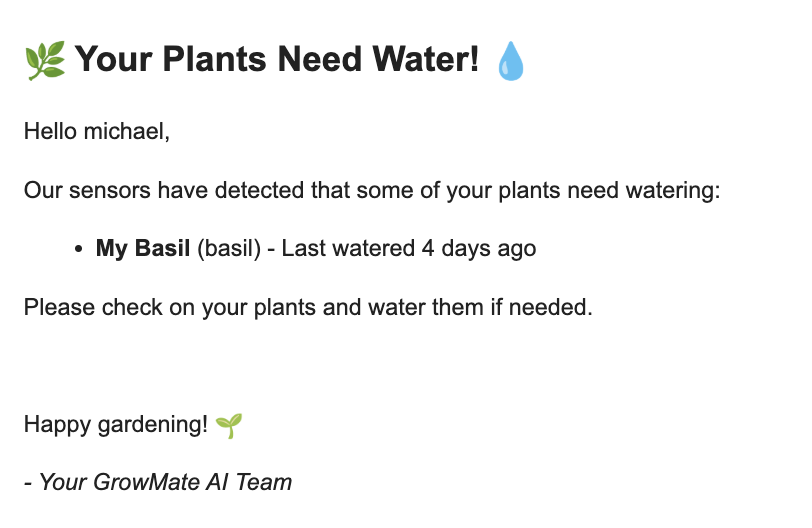 🌿 Your Plants Need Water! 💧
Hello michael,
Our sensors have detected that some of your plants need watering:
• My Basil (basil) - Last watered 4 days ago
Please check on your plants and water them if needed.
Happy gardening! 🌱
- Your GrowMate AI Team